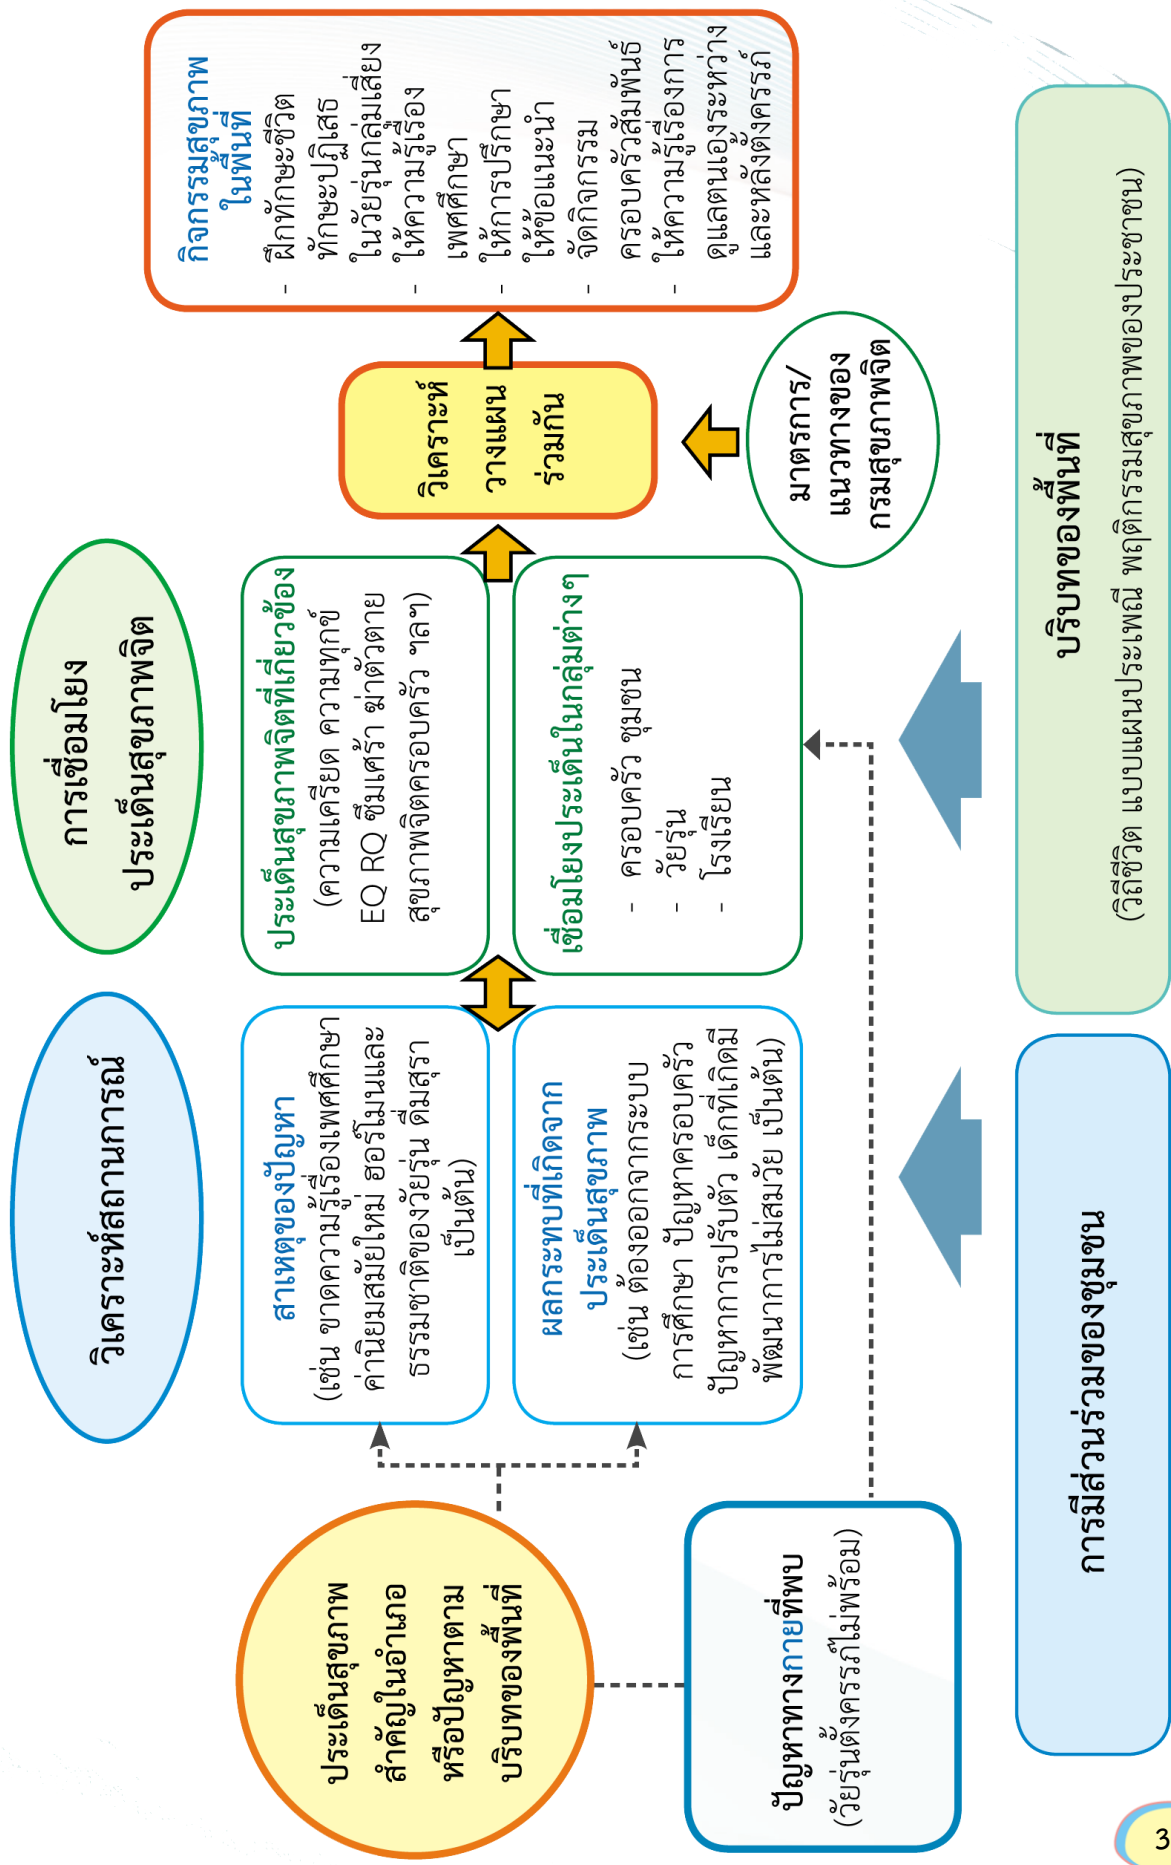 วิเคราะห์สถานการณ์
การเชื่อมโยง
ประเด็นสุขภาพจิต
ประเด็นสุขภาพ
สำคัญในอำเภอ
หรือปัญหาตาม
บริบทของพื้นที่
ปัญหาทางกายที่พบ
(วัยรุ่นตั้งครรภ์ไม่พร้อม)
สาเหตุของปัญหา
(เช่น ขาดความรู้เรื่องเพศศึกษา
ค่านิยมสมัยใหม่ ฮอร์โมนและ
ธรรมชาติของวัยรุ่น ดื่มสุรา
เป็นต้น)
ผลกระทบที่เกิดจาก
ประเด็นสุขภาพ
(เช่น ต้องออกจากระบบ
การศึกษา ปัญหาครอบครัว
ปัญหาการปรับตัว เด็กที่เกิดมี
พัฒนาการไม่สมวัย เป็นต้น)
ประเด็นสุขภาพจิตที่เกี่ยวข้อง
(ความเครียด ความทุกข์
EQ RQ ซึมเศร้า ฆ่าตัวตาย
สุขภาพจิตครอบครัว ฯลฯ)
เชื่อมโยงประเด็นในกลุ่มต่างๆ
- ครอบครัว ชุมชน
- วัยรุ่น
- โรงเรียน
วิเคราะห์
วางแผน
ร่วมกัน
มาตรการ/
แนวทางของ
กรมสุขภาพจิต
กิจกรรมสุขภาพ
ในพื้นที่
- ฝึกทักษะชีวิต
ทักษะปฏิเสธ
ในวัยรุ่นกลุ่มเสี่ยง
- ให้ความรู้เรื่อง
เพศศึกษา
- ให้การปรึกษา
ให้ข้อแนะนำ
- จัดกิจกรรม
ครอบครัวสัมพันธ์
- ให้ความรู้เรื่องการ
ดูแลตนเองระหว่าง
และหลังตั้งครรภ์
การมีส่วนร่วมของชุมชน
บริบทของพื้นที่
(วิถีชีวิต แบบแผนประเพณี พฤติกรรมสุขภาพของประชาชน)
3